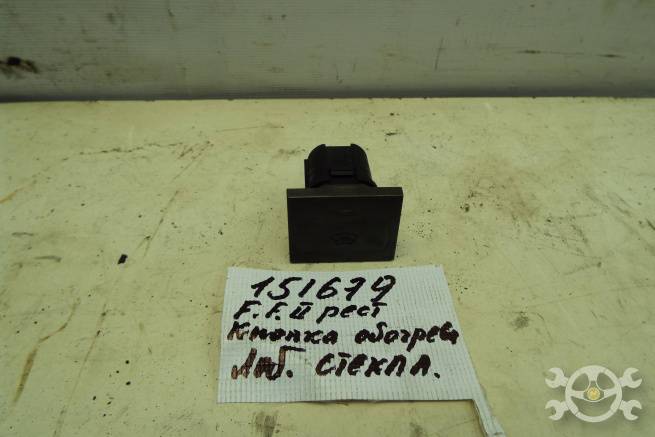 151679
F.F. II рест
Кнопка обогрева
лоб. стекла.